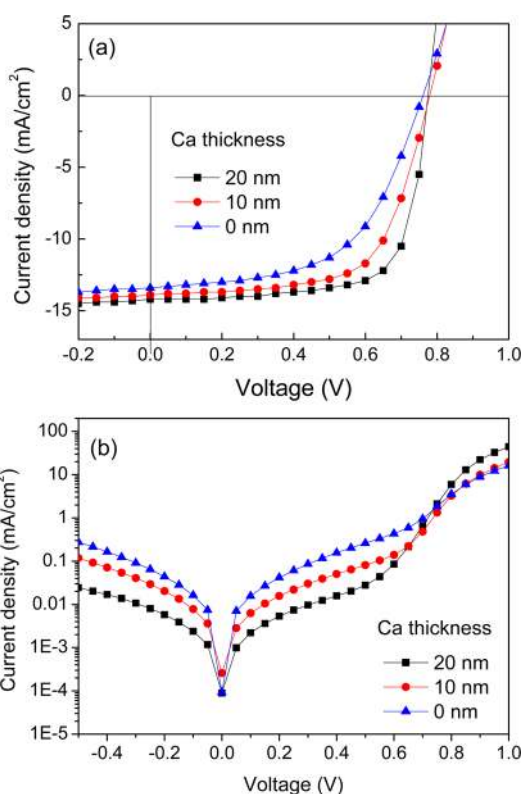 (a)
5
0
-5
-10
-15
Current density (mA/cm²)
Ca thickness
20 nm
10 nm
0 nm
-0.2 0.0 0.2 0.4 0.6 0.8 1.0
Voltage (V)
(b)
100
10
1
0.1
0.01
1E-3
1E-4
1E-5
Current density (mA/cm²)
Ca thickness
20 nm
10 nm
0 nm
-0.4 -0.2 0.0 0.2 0.4 0.6 0.8 1.0
Voltage (V)